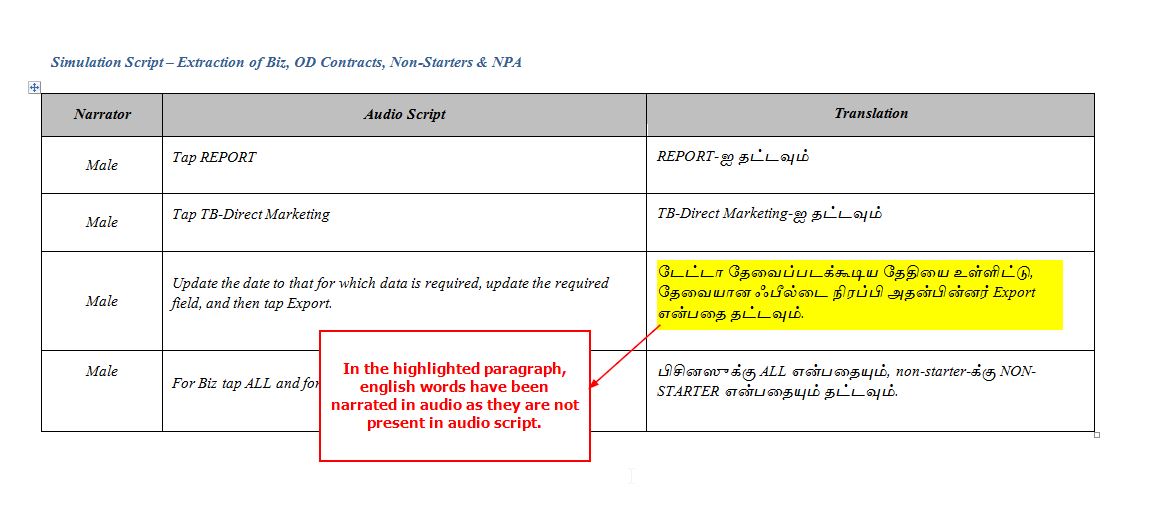 Simulation Script – Extraction of Biz, OD Contracts, Non-Starters & NPA
Narrator
Audio Script
Translation
Male
Tap REPORT
REPORT-ஐ தட்டவும்
Male
Tap TB-Direct Marketing
TB-Direct Marketing-ஐ தட்டவும்
Male
Update the date to that for which data is required, update the required
field, and then tap Export.
டேட்டா தேவைப்படக்கூடிய தேதியை உள்ளிட்டு,
தேவையான ஃபீல்டை நிரப்பி அதன்பின்னர் Export
என்பதை தட்டவும்.
Male
For Biz tap ALL and for
பிசினஸுக்கு ALL என்பதையும், non-starter-க்கு NON-
STARTER என்பதையும் தட்டவும்.
In the highlighted paragraph,
english words have been
narrated in audio as they are not
present in audio script.